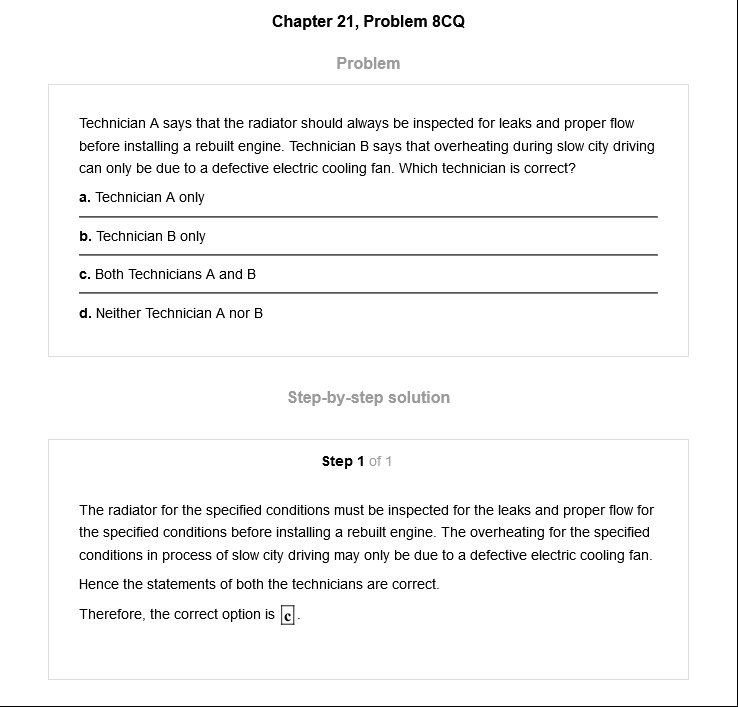 Chapter 21, Problem 8CQ
Problem
Technician A says that the radiator should always be inspected for leaks and proper flow
before installing a rebuilt engine. Technician B says that overheating during slow city driving
can only be due to a defective electric cooling fan. Which technician is correct?
a. Technician A only
b. Technician B only
c. Both Technicians A and B
d. Neither Technician A nor B
Step-by-step solution
Step 1 of 1
The radiator for the specified conditions must be inspected for the leaks and proper flow for
the specified conditions before installing a rebuilt engine. The overheating for the specified
conditions in process of slow city driving may only be due to a defective electric cooling fan.
Hence the statements of both the technicians are correct.
Therefore, the correct option is c.